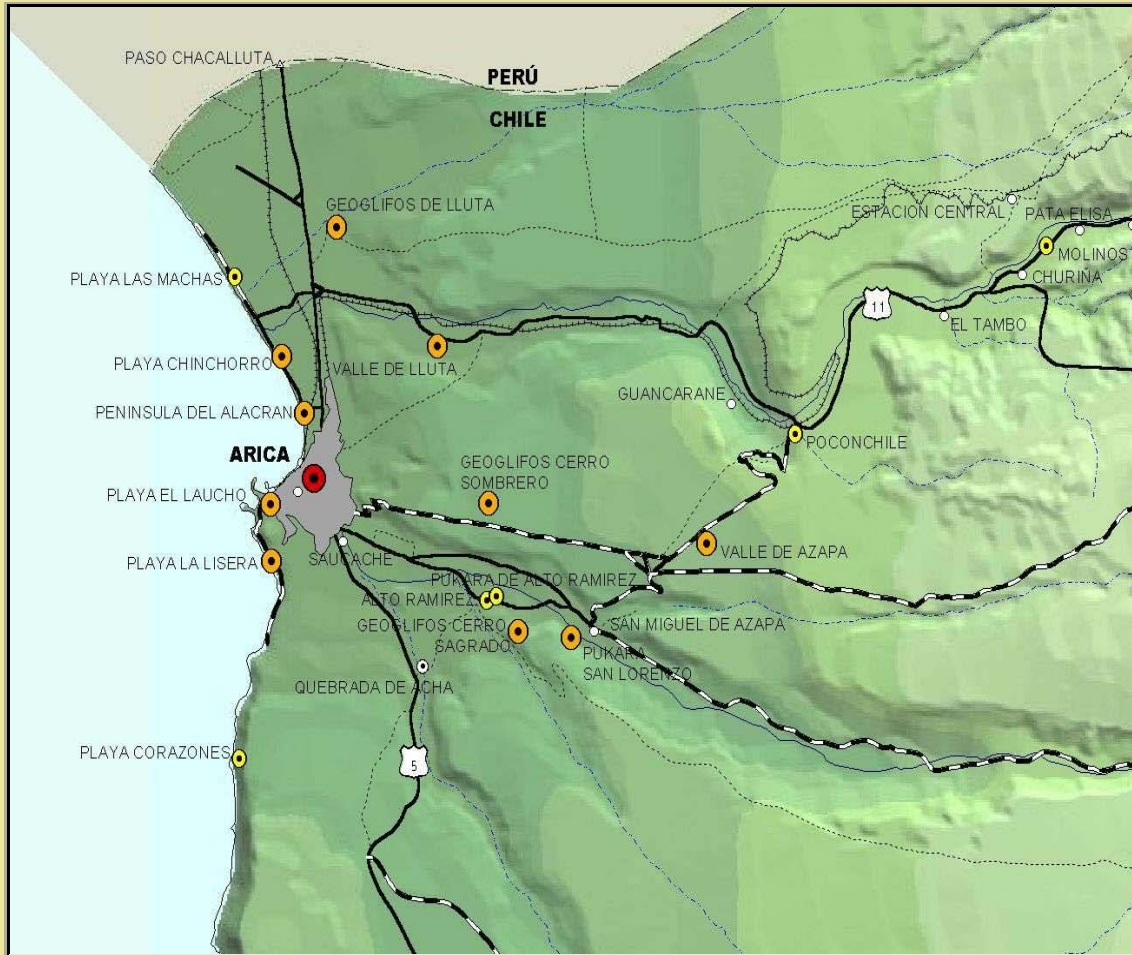 PASO CHACALLUTA
PERÚ
CHILE
GEOGLIFOS DE LLUTA
ESTACION CENTRAL
PATA ELISA
MOLINOS
CHURIÑA
PLAYA LAS MACHAS
11
EL TAMBO
PLAYA CHINCHORRO
VALLE DE LLUTA
GUANCARANE
PENINSULA DEL ALACRAN
POCONCHILE
ARICA
GEOGLIFOS CERRO
SOMBRERO
PLAYA EL LAUCHO
SAUCACHE
VALLE DE AZAPA
PLAYA LA LISERA
PUKARA DE ALTO RAMIREZ
ALTO RAMIREZ
GEOGLIFOS CERRO
SAGRADO
SAN MIGUEL DE AZAPA
PUKARA
SAN LORENZO
QUEBRADA DE ACHA
PLAYA CORAZONES
5